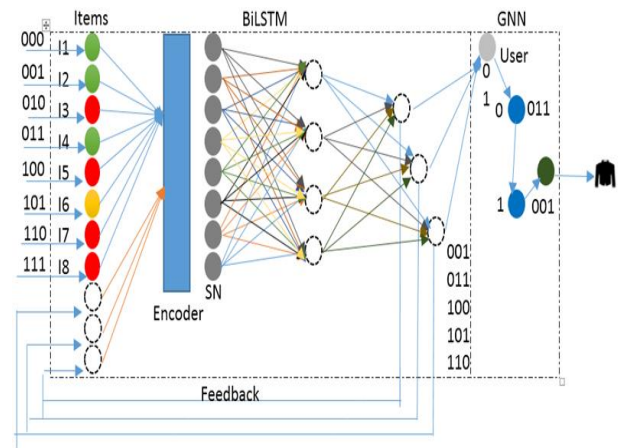 Items
BiLSTM
GNN
000 I1
001 I2
010 I3
011 I4
100 I5
101 I6
110 I7
111 I8
Encoder
SN
001
011
100
101
110
User
0
1
0 011
1 001
Feedback